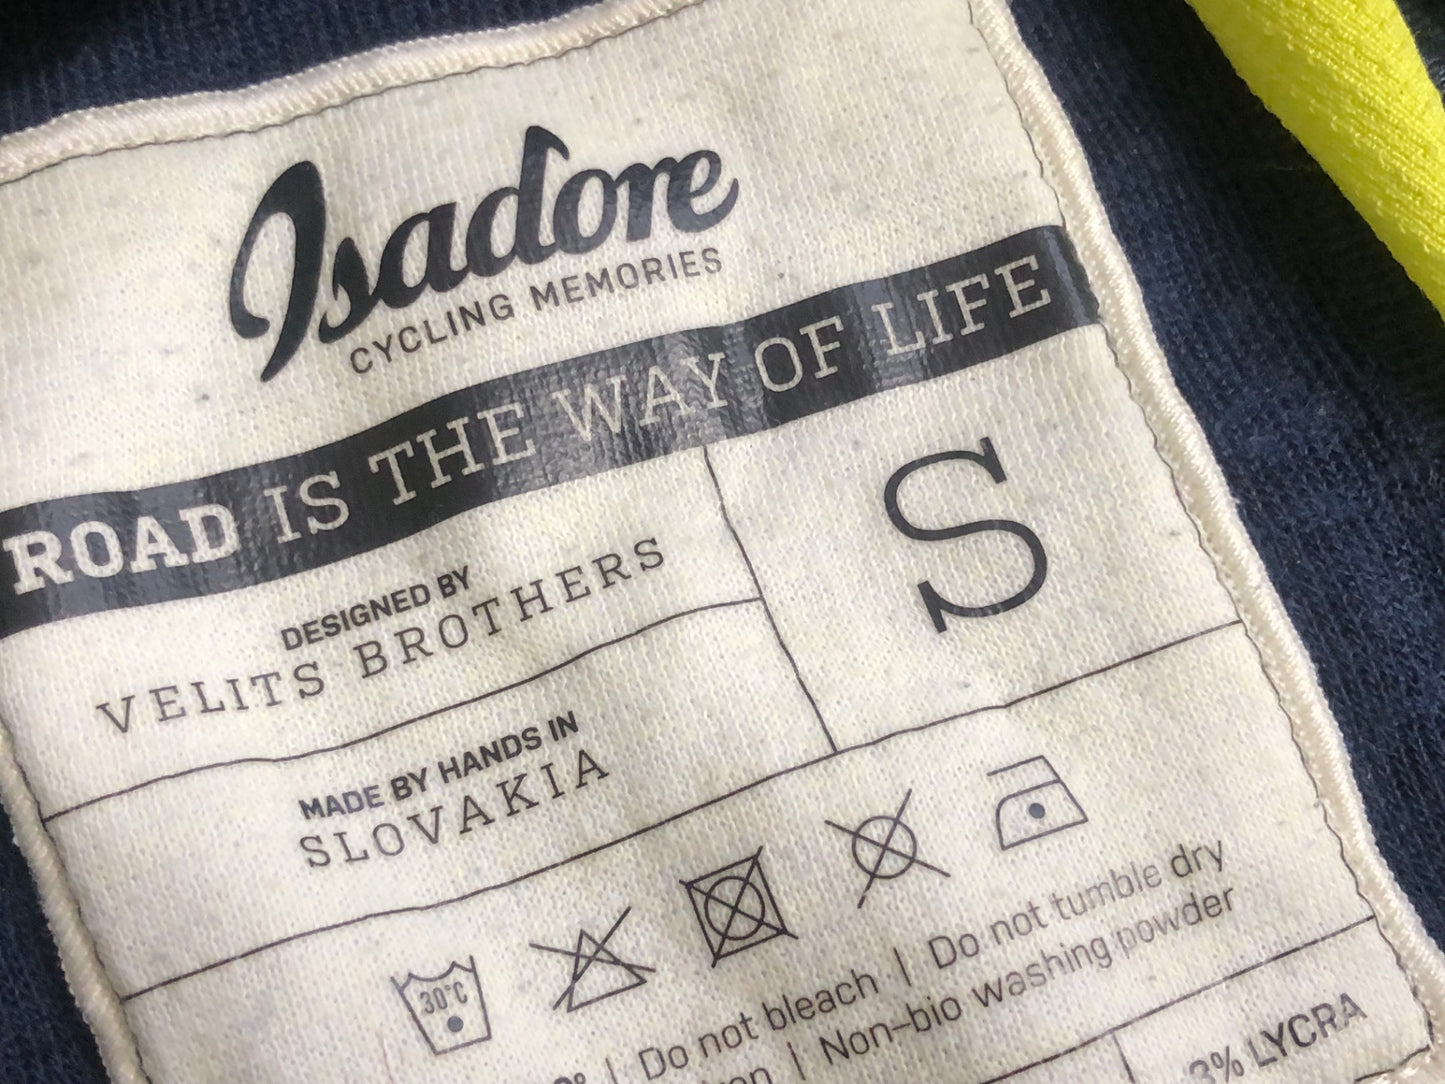 Isadore
CYCLING MEMORIES
ROAD IS THE WAY OF LIFE
DESIGNED BY
VELITS BROTHERS
S
MADE BY HANDS IN
SLOVAKIA
30°C
| Do not bleach | Do not tumble dry
| Non-bio washing powder
3% LYCRA